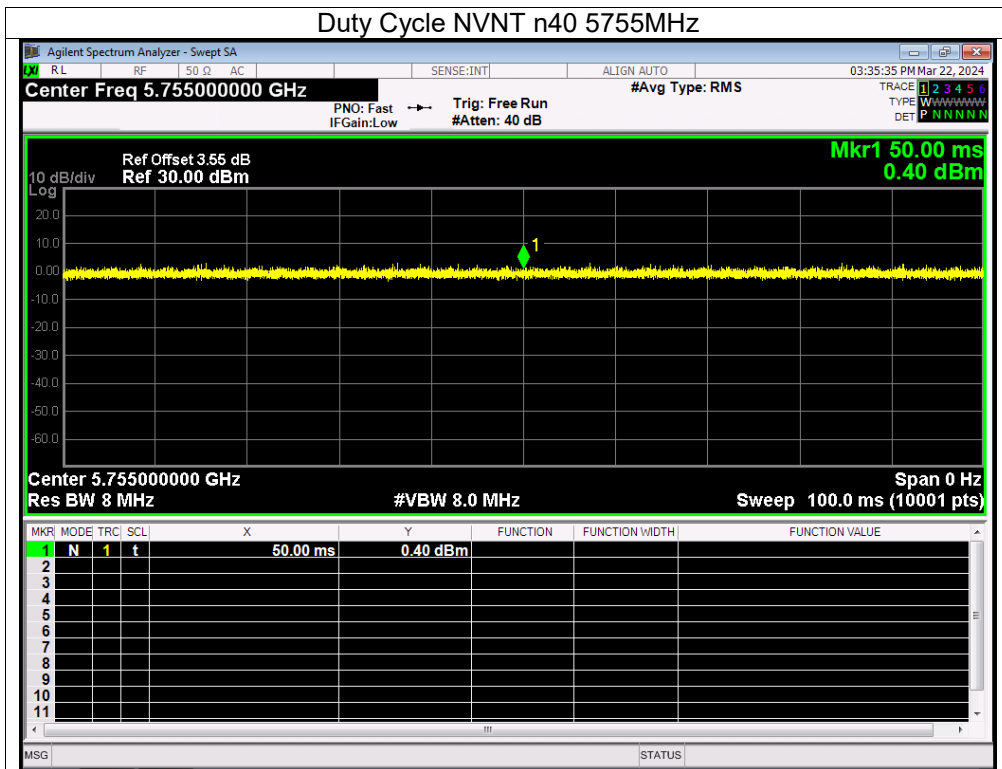 Duty Cycle NVNT n40 5755MHz
Agilent Spectrum Analyzer - Swept SA
LXI RL RF 50 Ω AC SENSE:INT ALIGN AUTO 03:35:35 PM Mar 22, 2024
Center Freq 5.755000000 GHz #Avg Type: RMS TRACE 1 2 3 4 5 6
PNO: Fast Trig: Free Run TYPE WWWWWWW
IFGain:Low #Atten: 40 dB DET P N N N N N
Mkr1 50.00 ms
0.40 dBm
Ref Offset 3.55 dB
10 dB/div Ref 30.00 dBm
Log
20.0
10.0
1
0.00
-10.0
-20.0
-30.0
-40.0
-50.0
-60.0
Center 5.755000000 GHz Span 0 Hz
Res BW 8 MHz #VBW 8.0 MHz Sweep 100.0 ms (10001 pts)
MKR MODE TRC SCL X Y FUNCTION FUNCTION WIDTH FUNCTION VALUE
1 N 1 t 50.00 ms 0.40 dBm
2
3
4
5
6
7
8
9
10
11
MSG STATUS